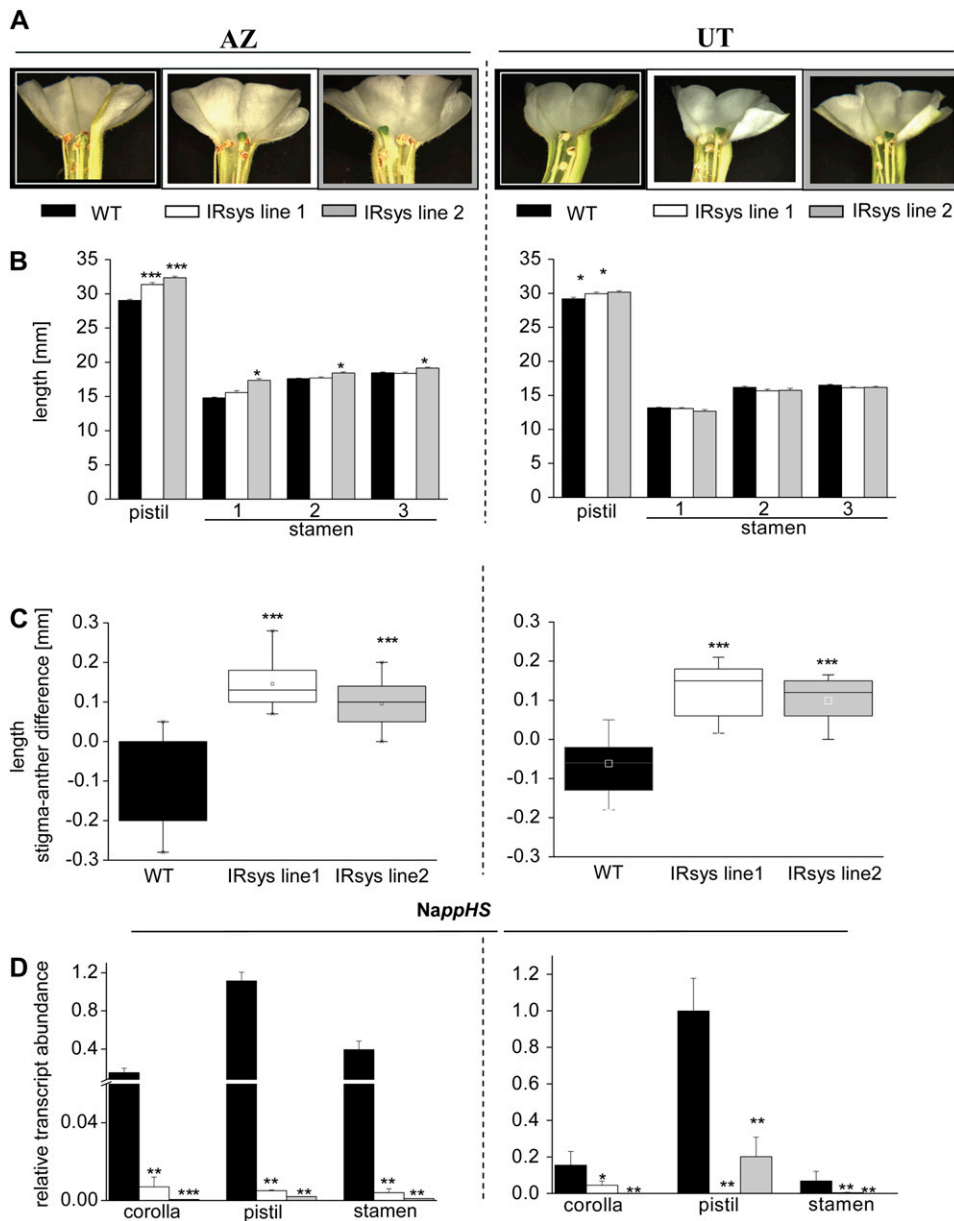 A
AZ UT
WT IRsys line 1 IRsys line 2 WT IRsys line 1 IRsys line 2
B
length [mm]
35 *** *** 35
30 30 * *
25 25
20 * * * 20
15 15
10 10
5 5
0 0
pistil 1 2 3 pistil 1 2 3
stamen stamen
C
length
stigma-anther difference [mm]
0.3 *** 0.3
0.2 *** 0.2 *** ***
0.1 0.1
0.0 0.0
-0.1 -0.1
-0.2 -0.2
-0.3 -0.3
WT IRsys line1 IRsys line2 WT IRsys line1 IRsys line2
NappHS
D
relative transcript abundance
1.2 1.2
1.0
0.8
0.4 0.6
0.04 0.4
0.2 **
0.00 ** *** ** ** ** ** 0.0 * ** ** ** **
corolla pistil stamen corolla pistil stamen